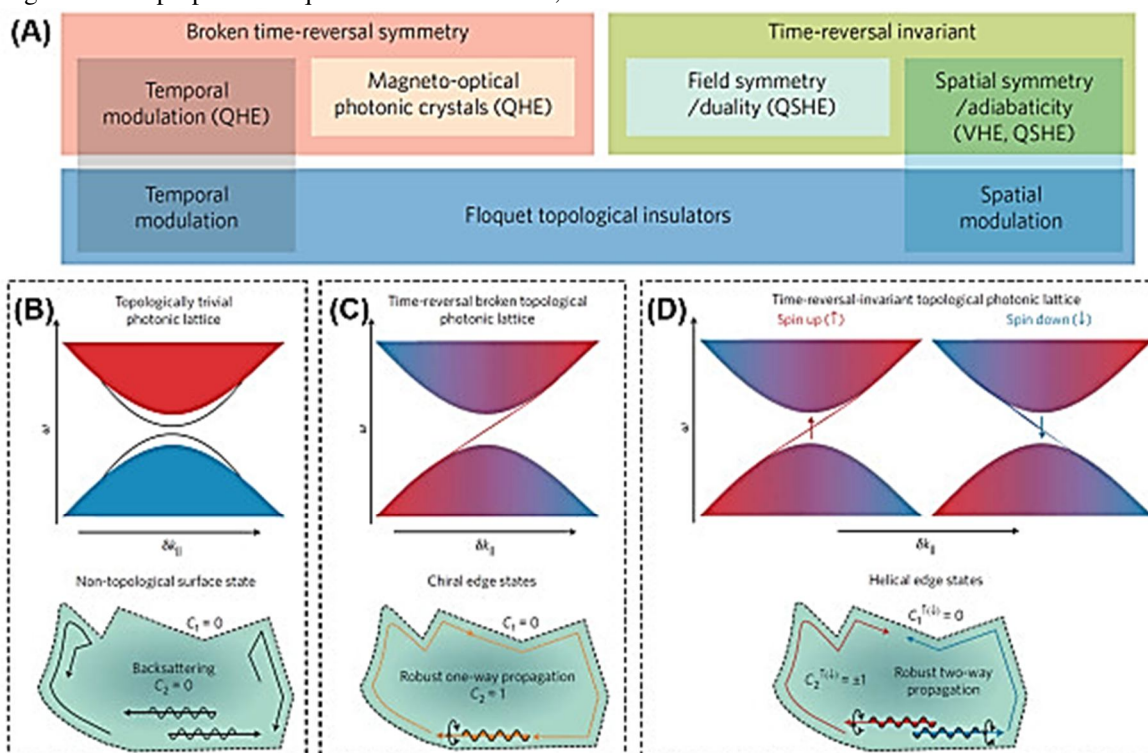 (A)
Broken time-reversal symmetry
Time-reversal invariant
Temporal
modulation (QHE)
Magneto-optical
photonic crystals (QHE)
Field symmetry
/duality (QSHE)
Spatial symmetry
/adiabaticity
(VHE, QSHE)
Temporal
modulation
Floquet topological insulators
Spatial
modulation
(B)
Topologically trivial
photonic lattice
ω
δk||
Non-topological surface state
C1 = 0
Backsattering
C2 = 0
(C)
Time-reversal broken topological
photonic lattice
ω
δk||
Chiral edge states
C1 = 0
Robust one-way propagation
C2 = 1
(D)
Time-reversal-invariant topological photonic lattice
Spin up (↑)
Spin down (↓)
ω
δk||
Helical edge states
C1↑(↓) = 0
C2↑(↓) = ±1
Robust two-way
propagation